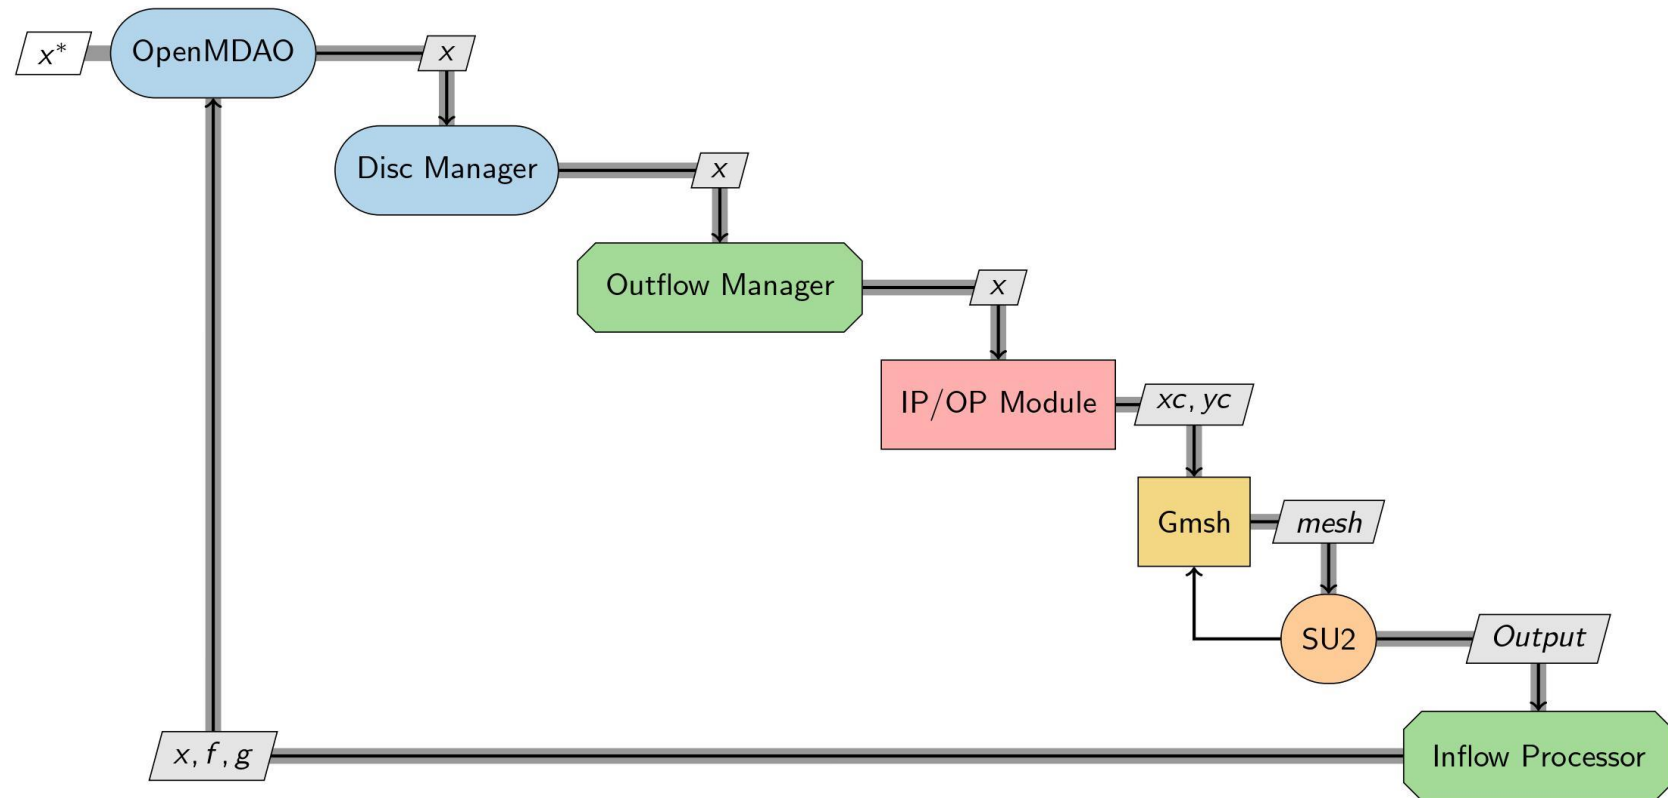 x*
OpenMDAO
x
Disc Manager
x
Outflow Manager
x
IP/OP Module
xc, yc
Gmsh
mesh
SU2
Output
x, f, g
Inflow Processor